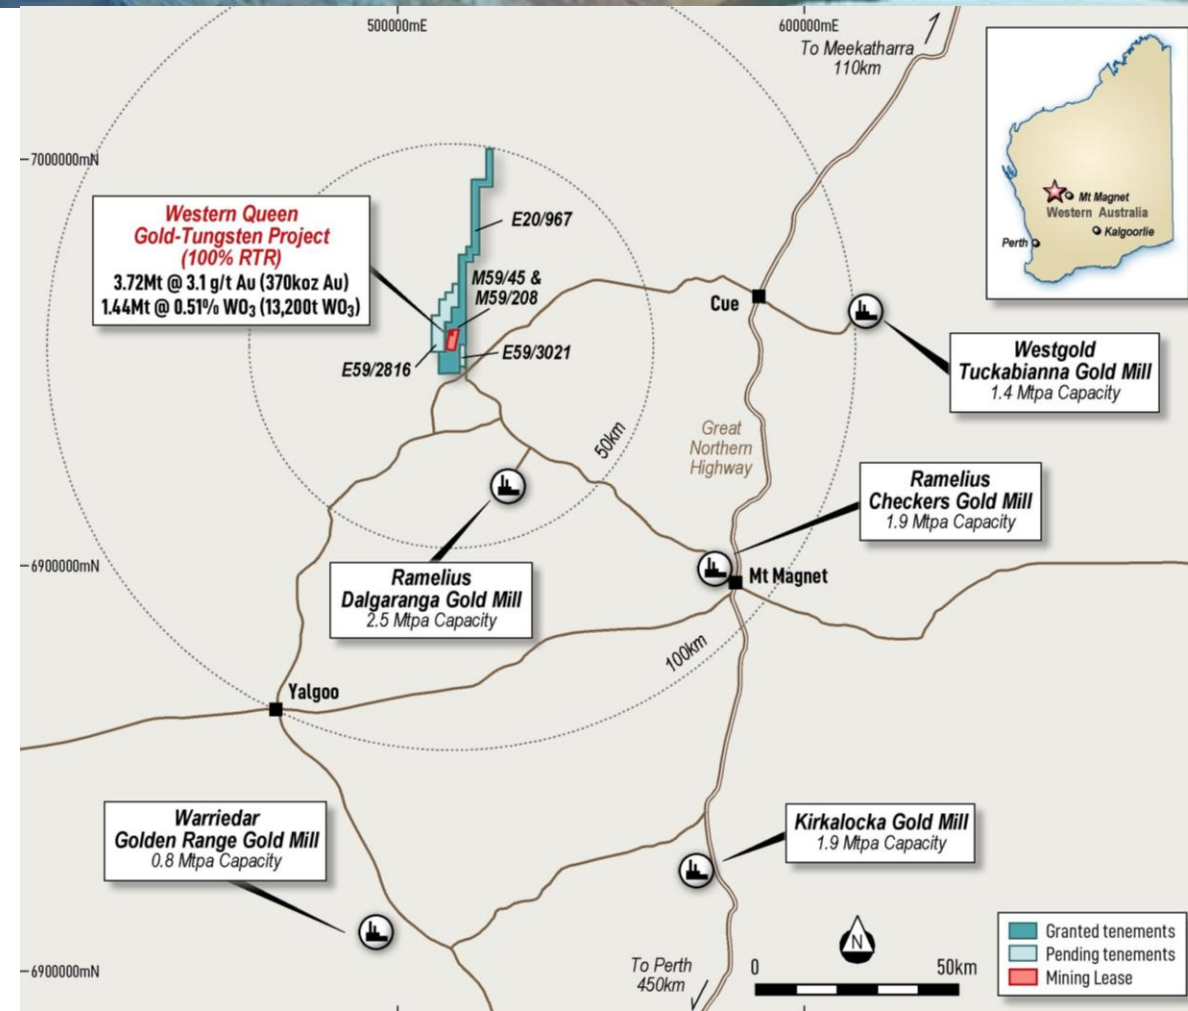 500000mE
600000mE
To Meekatharra
110km
7000000mN
Western Queen
Gold-Tungsten Project
(100% RTR)
3.72Mt @ 3.1 g/t Au (370koz Au)
1.44Mt @ 0.51% WO₃ (13,200t WO₃)
E20/967
M59/45 &
M59/208
E59/3021
E59/2816
Mt Magnet
Western Australia
Kalgoorlie
Perth
Cue
Westgold
Tuckabianna Gold Mill
1.4 Mtpa Capacity
Great
Northern
Highway
50km
Ramelius
Checkers Gold Mill
1.9 Mtpa Capacity
6900000mN
Ramelius
Dalgaranga Gold Mill
2.5 Mtpa Capacity
Mt Magnet
100km
Yalgoo
Warriedar
Golden Range Gold Mill
0.8 Mtpa Capacity
Kirkalocka Gold Mill
1.9 Mtpa Capacity
6900000mN
To Perth
450km
N
0
50km
Granted tenements
Pending tenements
Mining Lease